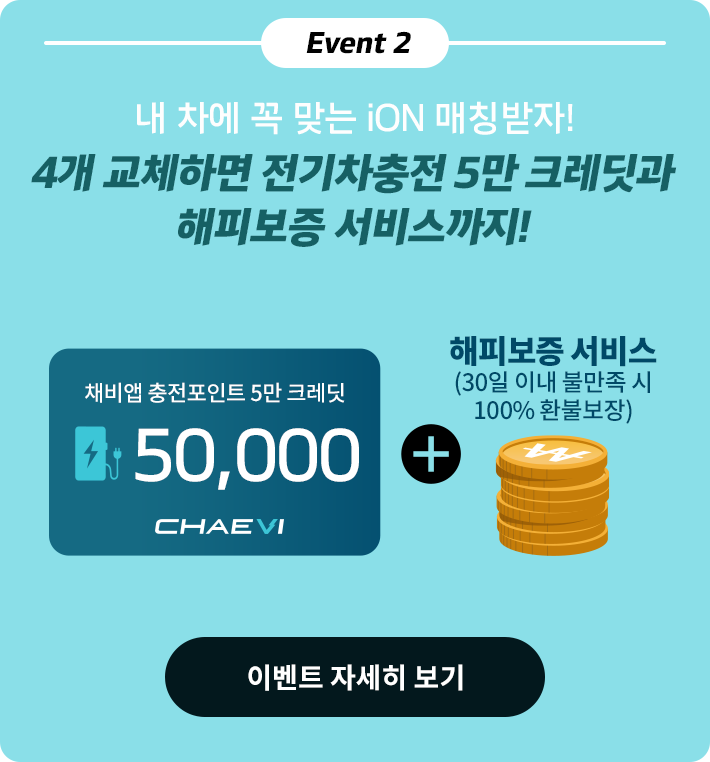 Event 2
내 차에 꼭 맞는 iON 매칭받자!
4개 교체하면 전기차충전 5만 크레딧과
해피보증 서비스까지!
채비앱 충전포인트 5만 크레딧
50,000
CHAEVI
해피보증 서비스
(30일 이내 불만족 시
100% 환불보장)
₩
이벤트 자세히 보기